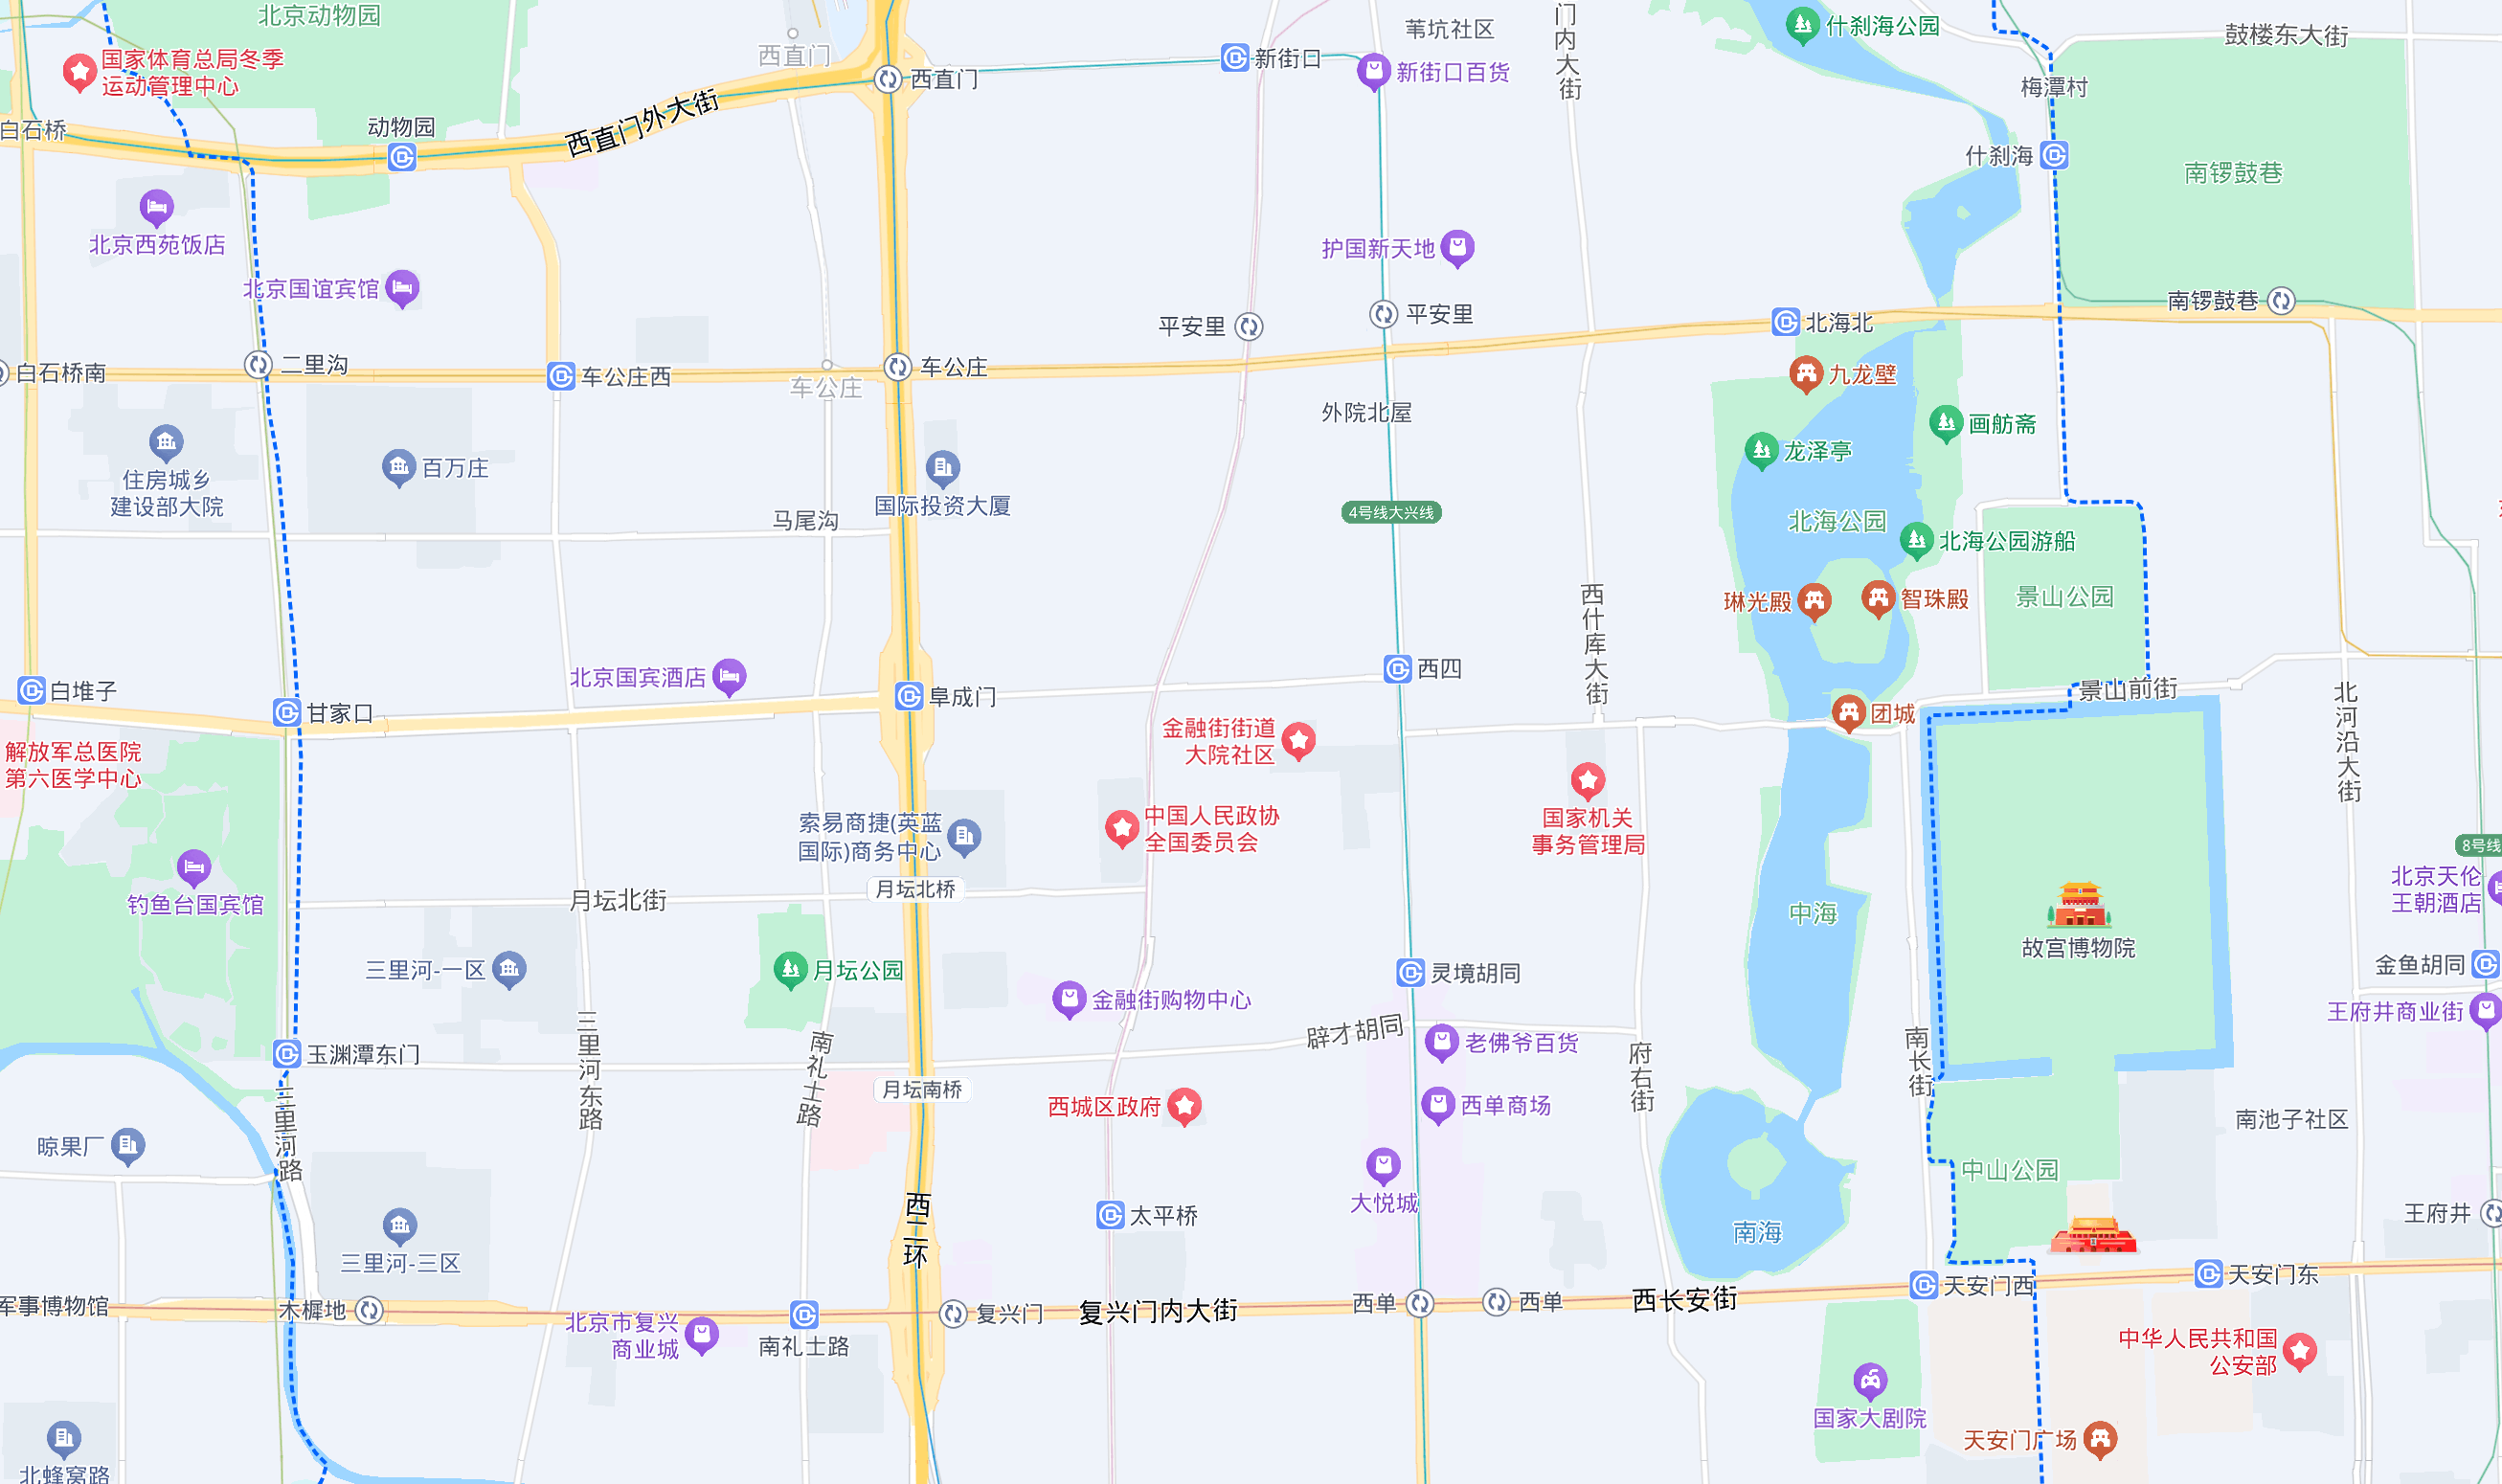 北京动物园
国家体育总局冬季
运动管理中心
白石桥
动物园
西直门外大街
西直门
西直门
新街口
新街口百货
苇坑社区
门内大街
什刹海公园
鼓楼东大街
梅潭村
什刹海
南锣鼓巷
北京西苑饭店
北京国谊宾馆
护国新天地
平安里
平安里
北海北
南锣鼓巷
白石桥南
二里沟
车公庄西
车公庄
车公庄
九龙壁
外院北屋
画舫斋
龙泽亭
住房城乡
建设部大院
百万庄
国际投资大厦
马尾沟
4号线大兴线
北海公园
北海公园游船
景山公园
琳光殿
智珠殿
西什库大街
白堆子
甘家口
北京国宾酒店
阜成门
西四
景山前街
团城
北河沿大街
解放军总医院
第六医学中心
金融街街道
大院社区
国家机关
事务管理局
中国人民政协
全国委员会
索易商捷(英蓝
国际)商务中心
8号线
钓鱼台国宾馆
月坛北街
月坛北桥
北京天伦
王朝酒店
中海
故宫博物院
三里河-一区
月坛公园
灵境胡同
金鱼胡同
金融街购物中心
王府井商业街
辟才胡同
老佛爷百货
玉渊潭东门
三里河东路
南礼士路
月坛南桥
府右街
南长街
西城区政府
西单商场
南池子社区
晾果厂
三里河路
中山公园
大悦城
太平桥
王府井
西二环
南海
三里河-三区
天安门西
天安门东
军事博物馆
木樨地
北京市复兴
商业城
南礼士路
复兴门
复兴门内大街
西单
西单
西长安街
中华人民共和国
公安部
国家大剧院
天安门广场
北蜂窝路